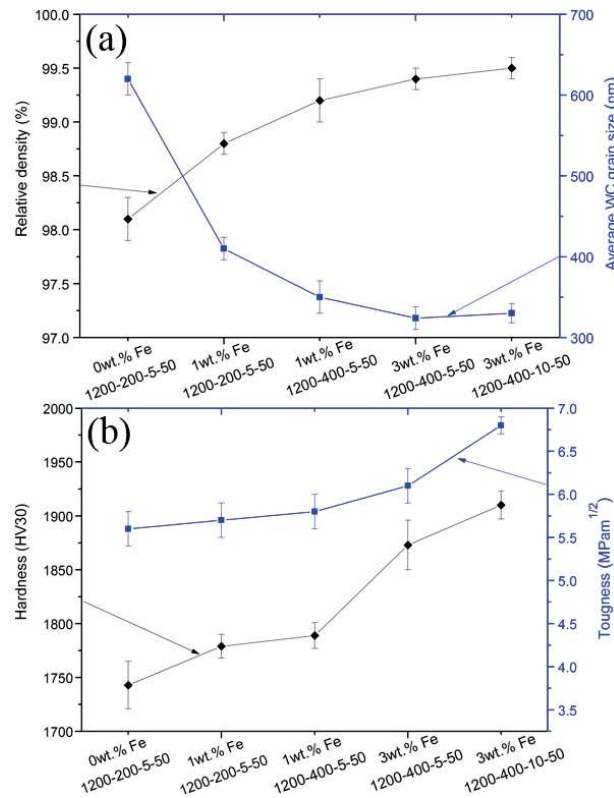 (a)
Relative density (%)
100.0
99.5
99.0
98.5
98.0
97.5
97.0
Average WC grain size (nm)
700
600
500
400
300
0wt.% Fe
1200-200-5-50
1wt.% Fe
1200-200-5-50
1wt.% Fe
1200-400-5-50
3wt.% Fe
1200-400-5-50
3wt.% Fe
1200-400-10-50
(b)
Hardness (HV30)
2000
1950
1900
1850
1800
1750
1700
Tougness (MPam1/2)
7.0
6.5
6.0
5.5
5.0
4.5
4.0
3.5
0wt.% Fe
1200-200-5-50
1wt.% Fe
1200-200-5-50
1wt.% Fe
1200-400-5-50
3wt.% Fe
1200-400-5-50
3wt.% Fe
1200-400-10-50